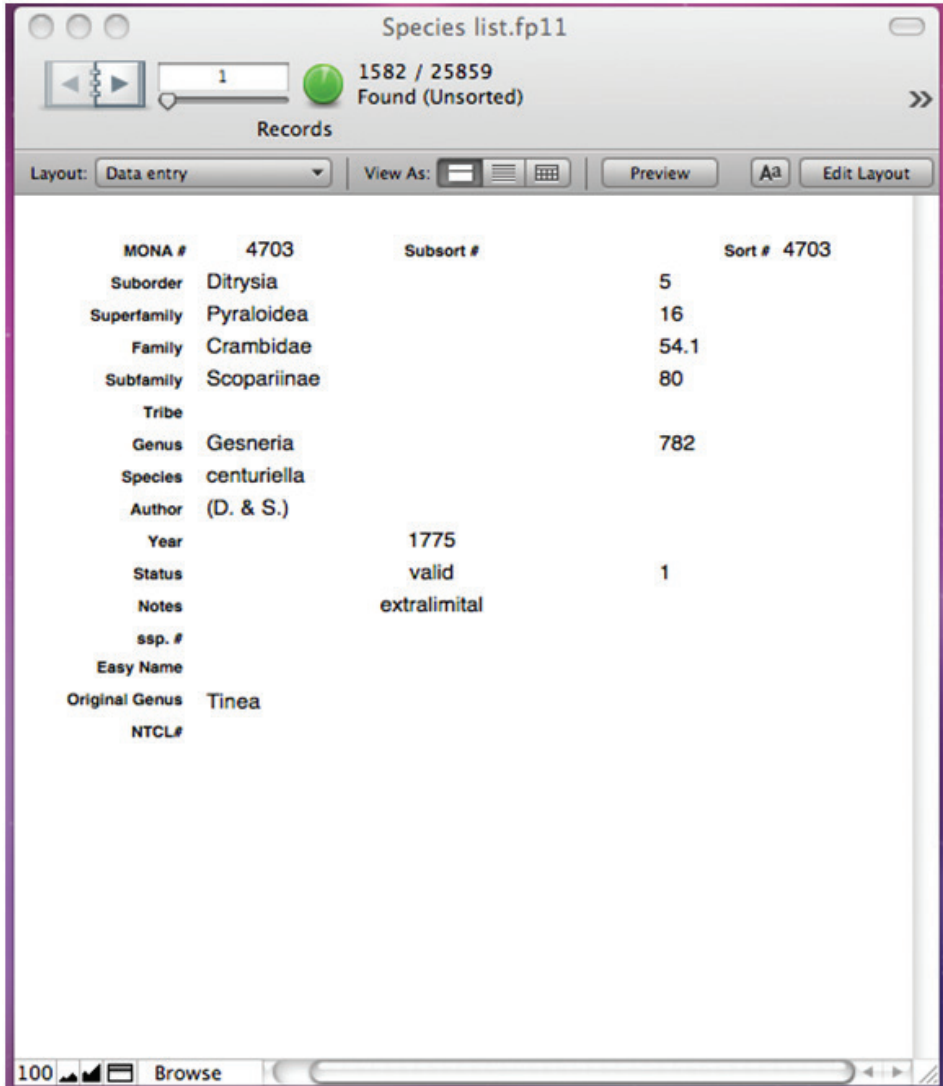 Species list.fp11
1
1582 / 25859
Found (Unsorted)
Records
Layout: Data entry View As: Preview Aa Edit Layout
MONA # 4703 Subsort # Sort # 4703
Suborder Ditrysia 5
Superfamily Pyraloidea 16
Family Crambidae 54.1
Subfamily Scopariinae 80
Tribe
Genus Gesneria 782
Species centuriella
Author (D. & S.)
Year 1775
Status valid 1
Notes extralimital
ssp. #
Easy Name
Original Genus Tinea
NTCL#
100 Browse